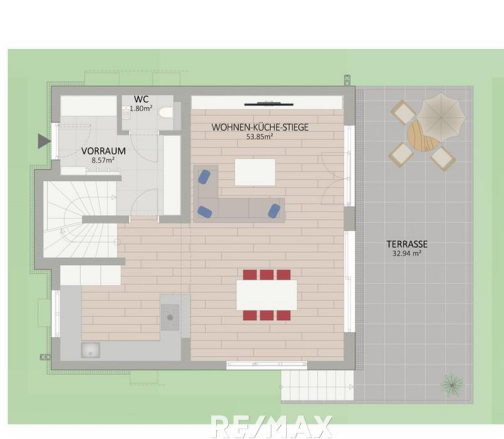 WC
1.80m²
VORRAUM
8.57m²
WOHNEN-KÜCHE-STIEGE
53.85m²
TERRASSE
32.94 m²
RE/MAX